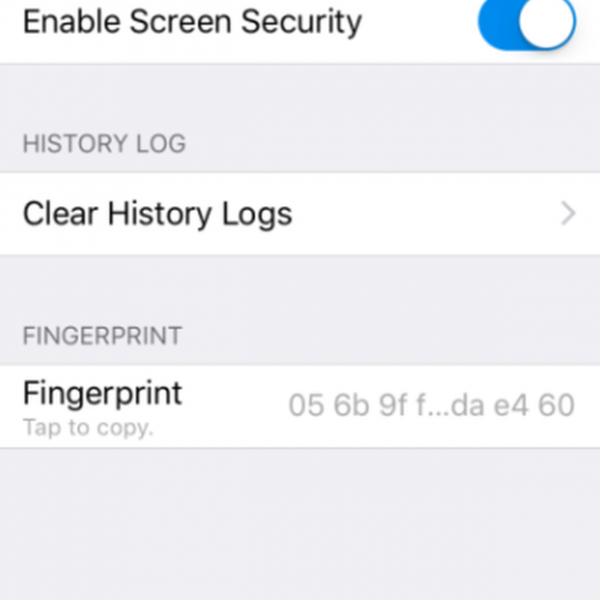 Enable Screen Security
HISTORY LOG
Clear History Logs
FINGERPRINT
Fingerprint
05 6b 9f f...da e4 60
Tap to copy.